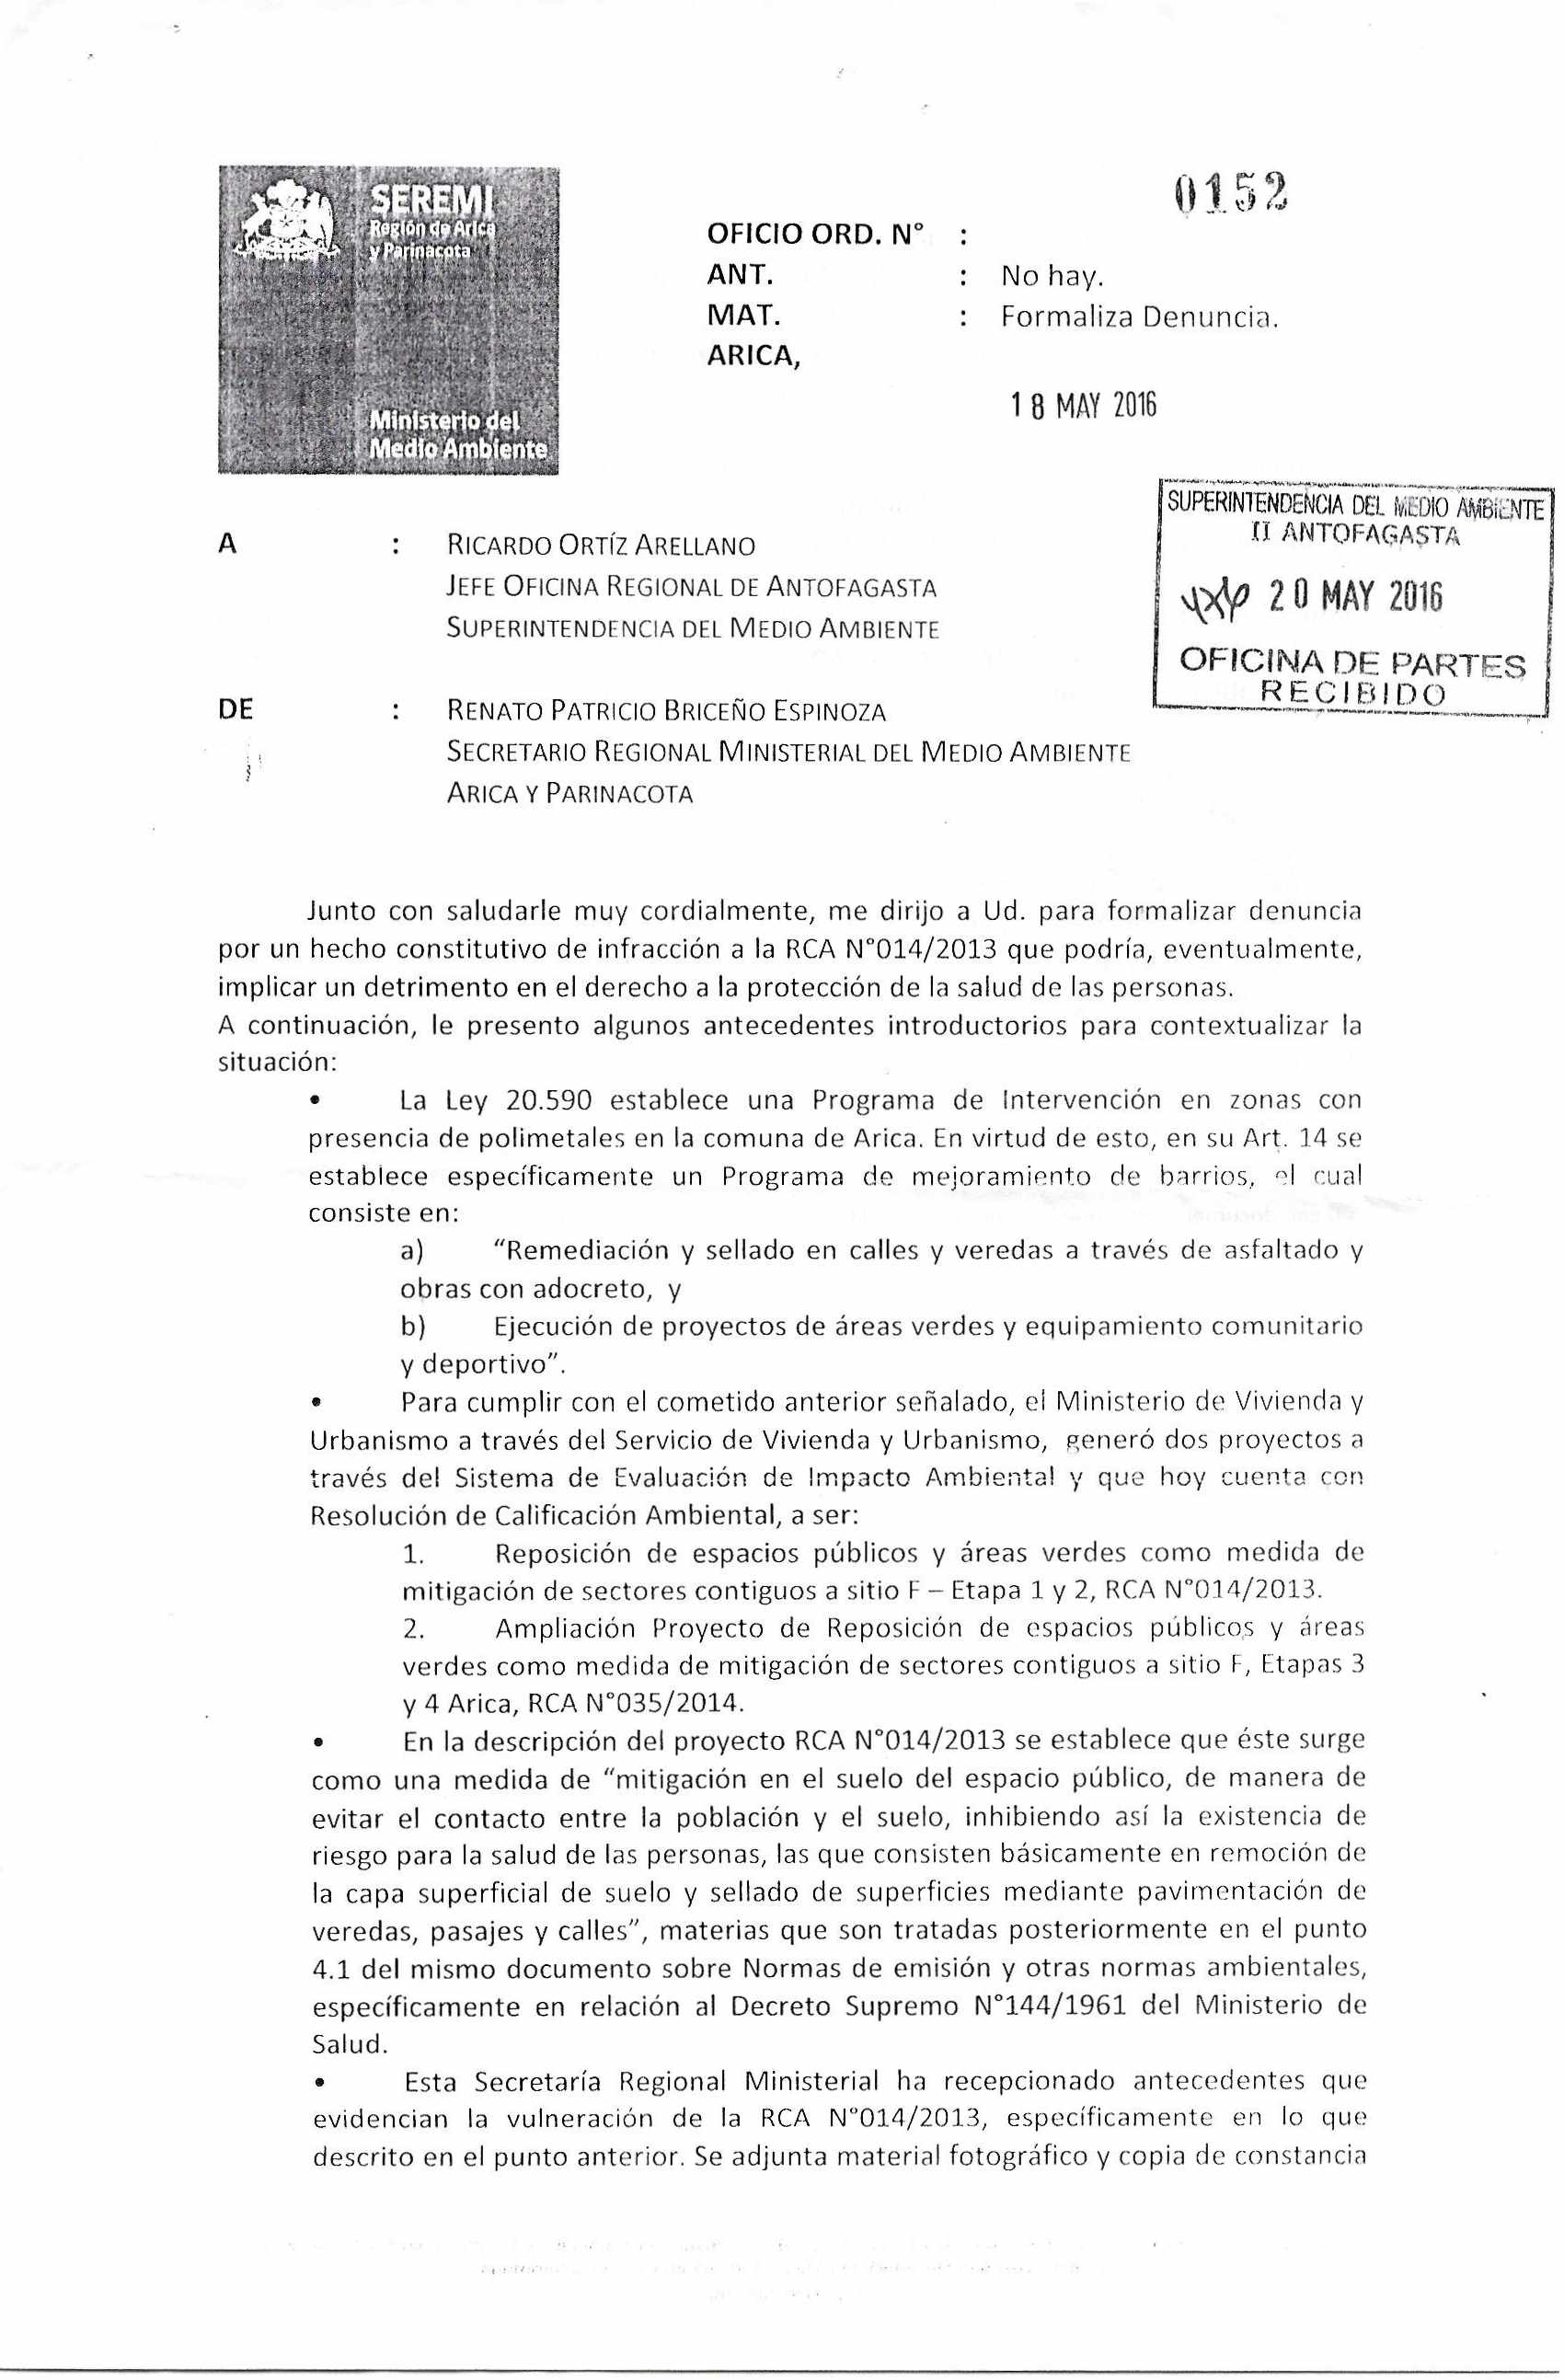 SEREMI
Región de Arica
y Parinacota
Ministerio del
Medio Ambiente
0152
OFICIO ORD. N° :
ANT. : No hay.
MAT. : Formaliza Denuncia.
ARICA,
18 MAY 2016
SUPERINTENDENCIA DEL MEDIO AMBIENTE
II ANTOFAGASTA
20 MAY 2016
OFICINA DE PARTES
RECIBIDO
A : RICARDO ORTÍZ ARELLANO
JEFE OFICINA REGIONAL DE ANTOFAGASTA
SUPERINTENDENCIA DEL MEDIO AMBIENTE
DE : RENATO PATRICIO BRICEÑO ESPINOZA
SECRETARIO REGIONAL MINISTERIAL DEL MEDIO AMBIENTE
ARICA Y PARINACOTA
Junto con saludarle muy cordialmente, me dirijo a Ud. para formalizar denuncia
por un hecho constitutivo de infracción a la RCA N°014/2013 que podría, eventualmente,
implicar un detrimento en el derecho a la protección de la salud de las personas.
A continuación, le presento algunos antecedentes introductorios para contextualizar la
situación:
• La Ley 20.590 establece una Programa de Intervención en zonas con
presencia de polimetales en la comuna de Arica. En virtud de esto, en su Art. 14 se
establece específicamente un Programa de mejoramiento de barrios, el cual
consiste en:
a) “Remediación y sellado en calles y veredas a través de asfaltado y
obras con adocreto, y
b) Ejecución de proyectos de áreas verdes y equipamiento comunitario
y deportivo”.
• Para cumplir con el cometido anterior señalado, el Ministerio de Vivienda y
Urbanismo a través del Servicio de Vivienda y Urbanismo, generó dos proyectos a
través del Sistema de Evaluación de Impacto Ambiental y que hoy cuenta con
Resolución de Calificación Ambiental, a ser:
1. Reposición de espacios públicos y áreas verdes como medida de
mitigación de sectores contiguos a sitio F – Etapa 1 y 2, RCA N°014/2013.
2. Ampliación Proyecto de Reposición de espacios públicos y áreas
verdes como medida de mitigación de sectores contiguos a sitio F, Etapas 3
y 4 Arica, RCA N°035/2014.
• En la descripción del proyecto RCA N°014/2013 se establece que éste surge
como una medida de “mitigación en el suelo del espacio público, de manera de
evitar el contacto entre la población y el suelo, inhibiendo así la existencia de
riesgo para la salud de las personas, las que consisten básicamente en remoción de
la capa superficial de suelo y sellado de superficies mediante pavimentación de
veredas, pasajes y calles”, materias que son tratadas posteriormente en el punto
4.1 del mismo documento sobre Normas de emisión y otras normas ambientales,
específicamente en relación al Decreto Supremo N°144/1961 del Ministerio de
Salud.
• Esta Secretaría Regional Ministerial ha recepcionado antecedentes que
evidencian la vulneración de la RCA N°014/2013, específicamente en lo que
descrito en el punto anterior. Se adjunta material fotográfico y copia de constancia